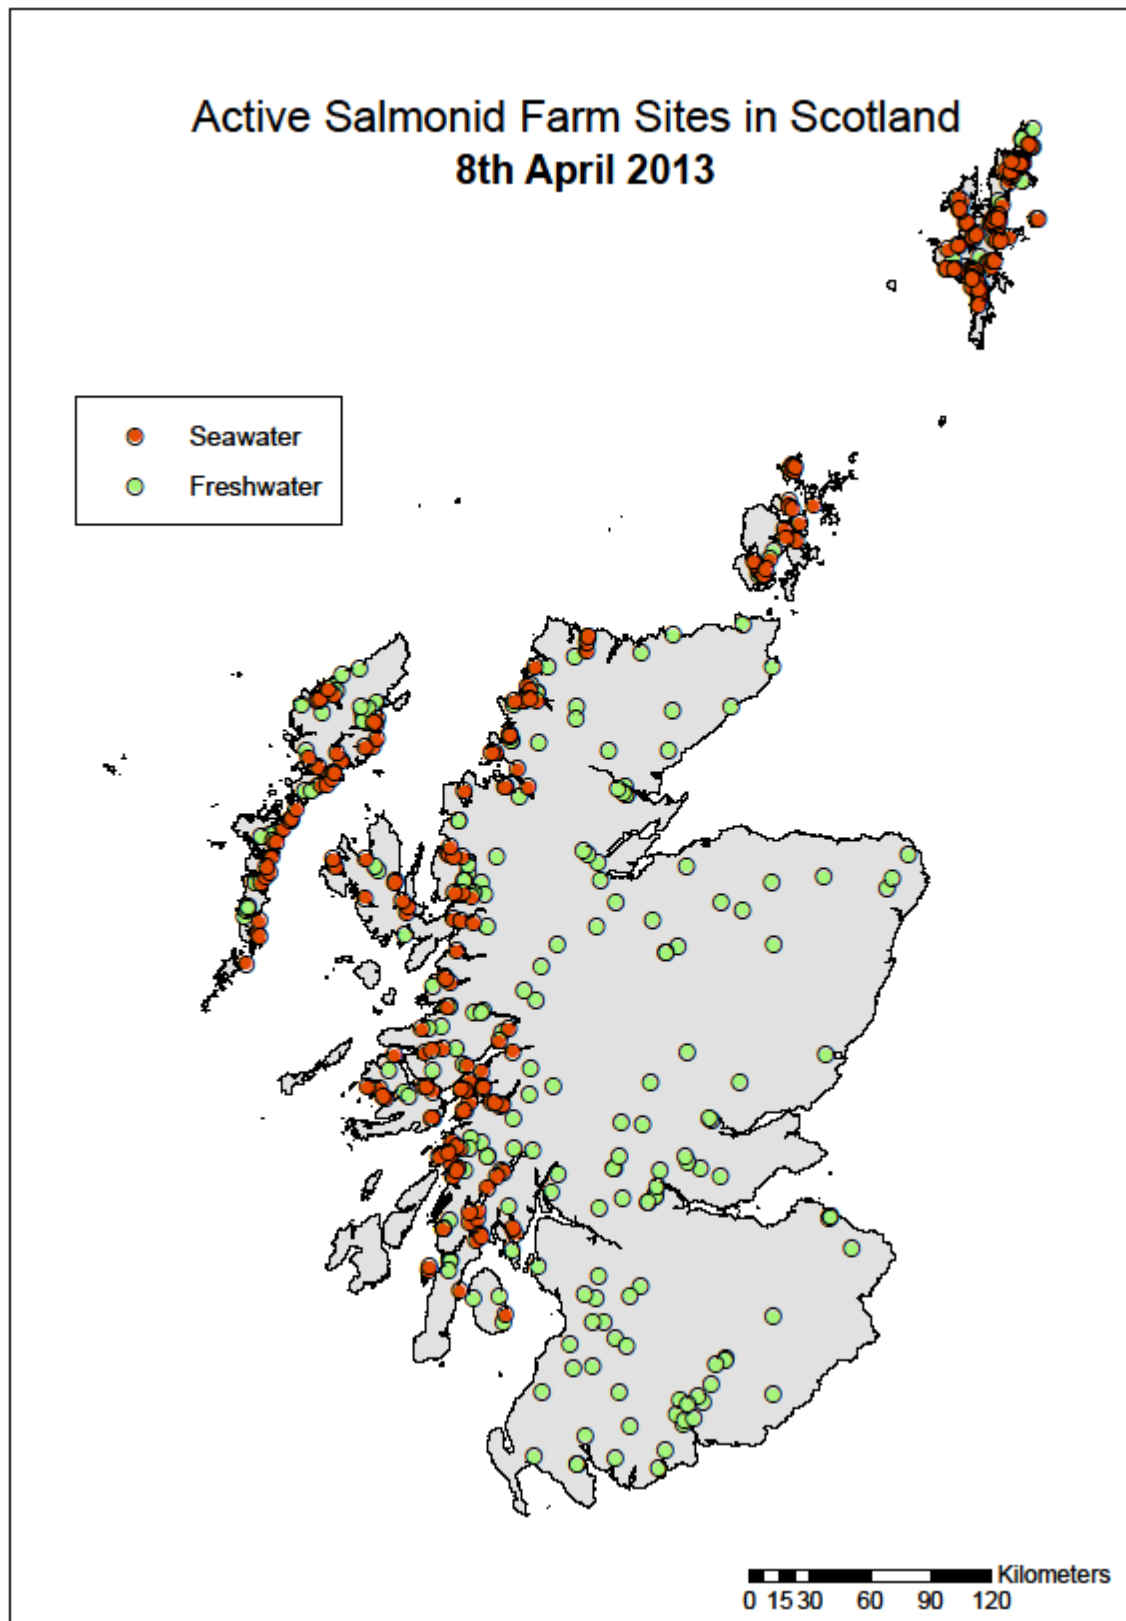 Active Salmonid Farm Sites in Scotland
8th April 2013
Seawater
Freshwater
Kilometers
0 15 30 60 90 120